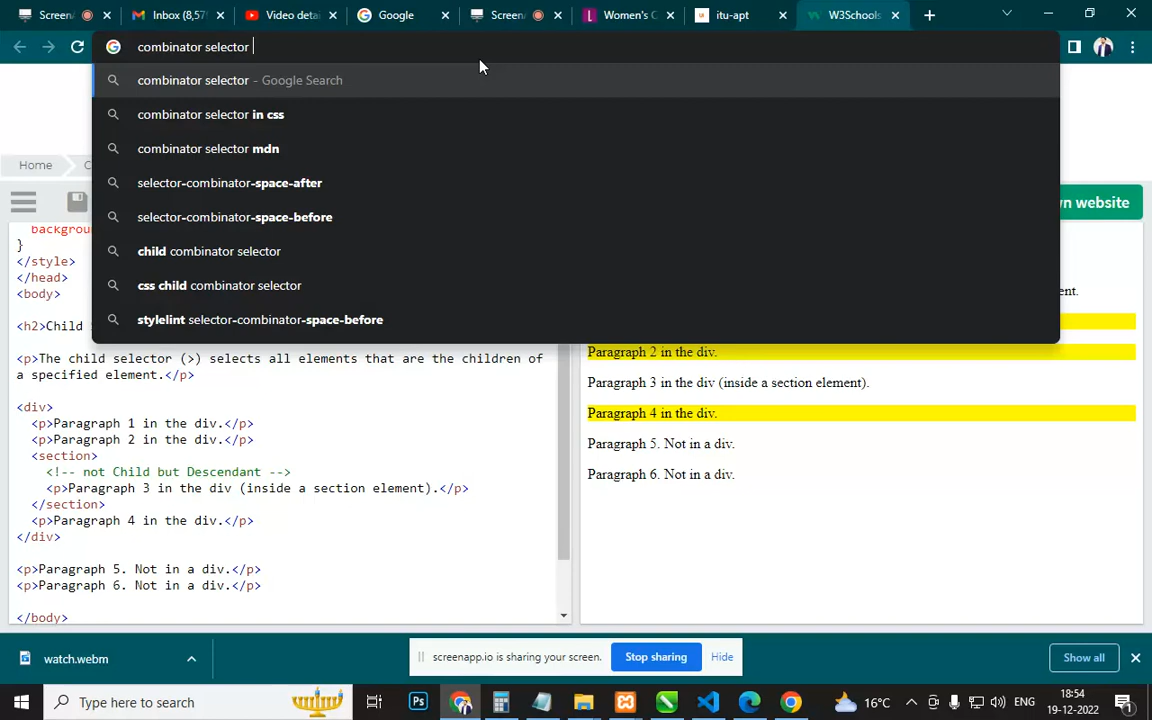 Screen
Inbox (8,57
Video detai
Google
Screen
Women's C
itu-apt
W3Schools
combinator selector
combinator selector - Google Search
combinator selector in css
combinator selector mdn
selector-combinator-space-after
selector-combinator-space-before
child combinator selector
css child combinator selector
stylelint selector-combinator-space-before
Home
C
wn website
backgroun
}
</style>
</head>
<body>
<h2>Child
<p>The child selector (>) selects all elements that are the children of
a specified element.</p>
<div>
<p>Paragraph 1 in the div.</p>
<p>Paragraph 2 in the div.</p>
<section>
<!-- not Child but Descendant -->
<p>Paragraph 3 in the div (inside a section element).</p>
</section>
<p>Paragraph 4 in the div.</p>
</div>
<p>Paragraph 5. Not in a div.</p>
<p>Paragraph 6. Not in a div.</p>
</body>
ent.
Paragraph 2 in the div.
Paragraph 3 in the div (inside a section element).
Paragraph 4 in the div.
Paragraph 5. Not in a div.
Paragraph 6. Not in a div.
watch.webm
screenapp.io is sharing your screen.
Stop sharing
Hide
Show all
Type here to search
Ps
16°C
ENG
18:54
19-12-2022
1